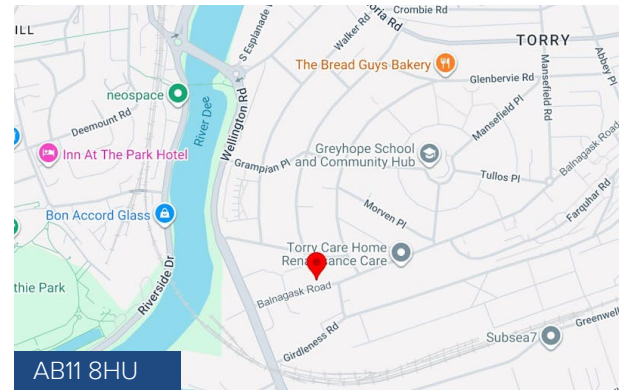 ILL
Crombie Rd
oria Rd
Walker Rd
S Esplanade
TORRY
Abbey Pl
The Bread Guys Bakery
Glenbervie Rd
Mansefield Rd
neospace
River Dee
Wellington Rd
Deemount Rd
Mansefield Pl
Balnagask Road
Inn At The Park Hotel
Grampian Pl
Greyhope School
and Community Hub
Tullos Pl
Farquhar Rd
Morven Pl
Bon Accord Glass
Riverside Dr
Torry Care Home
Renaissance Care
thie Park
Balnagask Road
Girdleness Rd
Greenwell
Subsea7
AB11 8HU